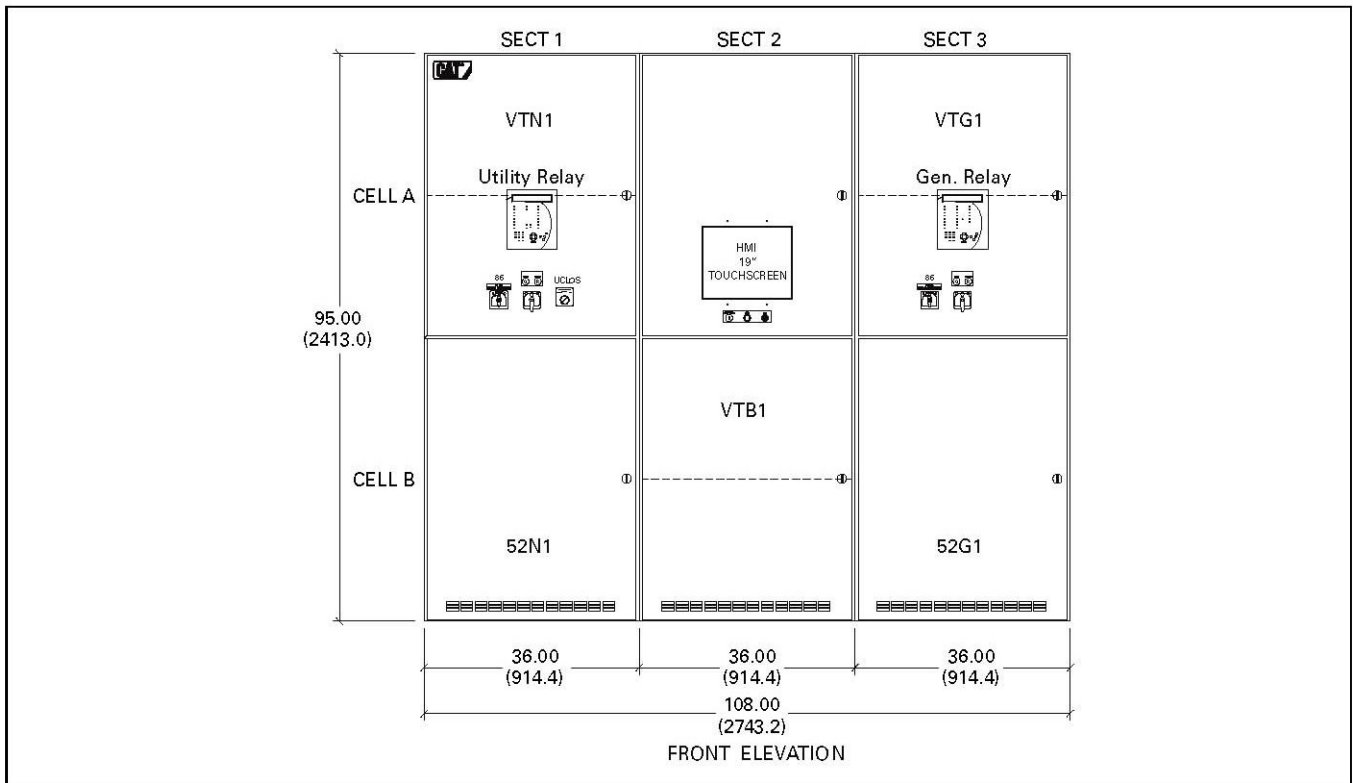 SECT 1 SECT 2 SECT 3
CAT
VTN1 VTG1
Utility Relay Gen. Relay
CELL A
HMI
19"
TOUCHSCREEN
86 UCLOS 86
95.00
(2413.0)
VTB1
CELL B
52N1 52G1
36.00 36.00 36.00
(914.4) (914.4) (914.4)
108.00
(2743.2)
FRONT ELEVATION